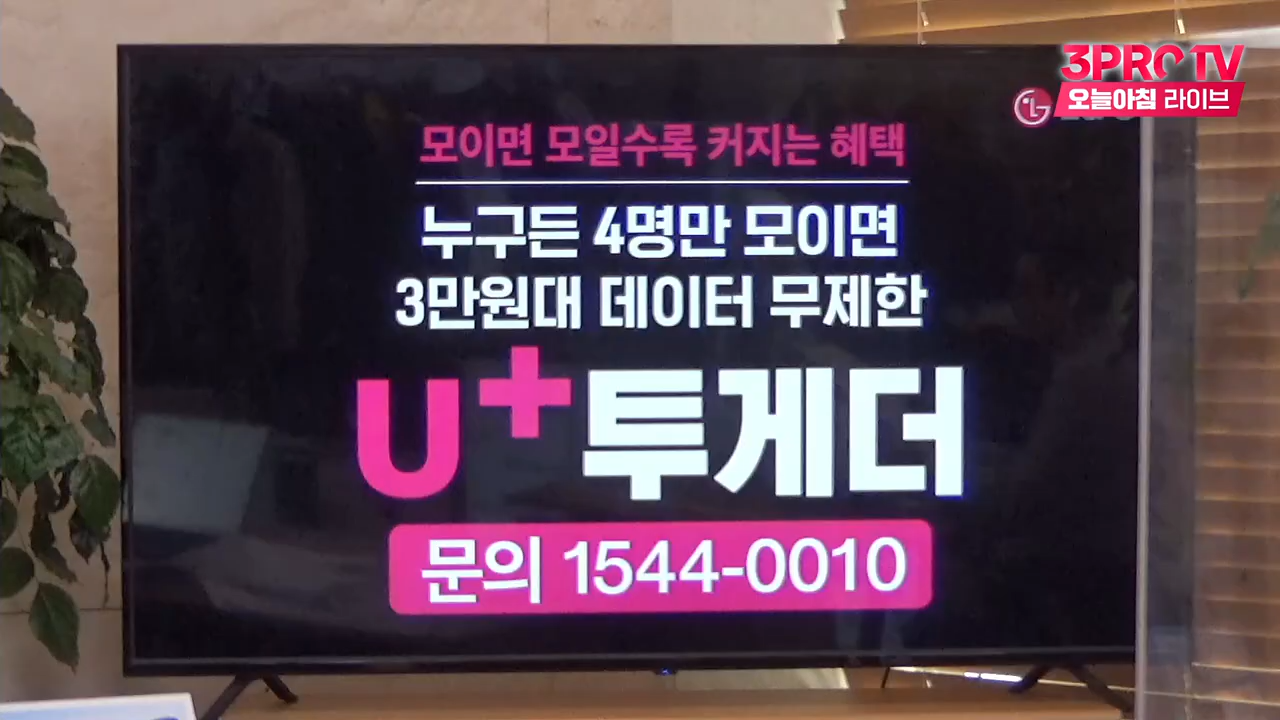 3PRO TV
오늘아침 라이브
LG
모이면 모일수록 커지는 혜택
누구든 4명만 모이면
3만원대 데이터 무제한
U+투게더
문의 1544-0010